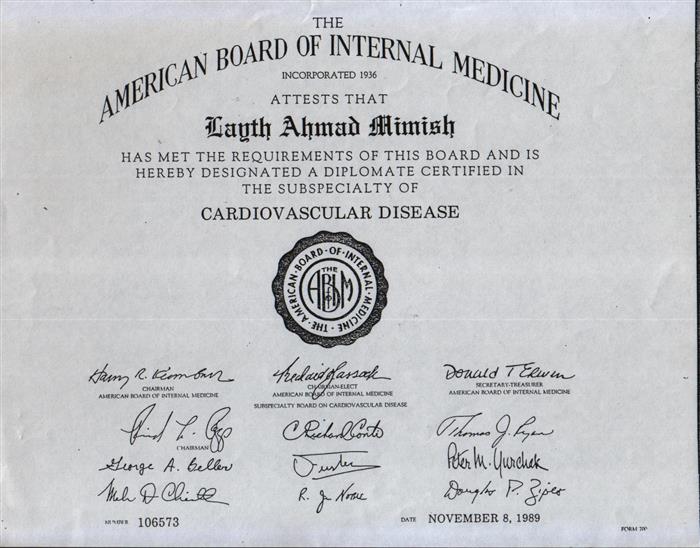 THE
AMERICAN BOARD OF INTERNAL MEDICINE
INCORPORATED 1936
ATTESTS THAT
Layth Ahmad Mimish
HAS MET THE REQUIREMENTS OF THIS BOARD AND IS
HEREBY DESIGNATED A DIPLOMATE CERTIFIED IN
THE SUBSPECIALTY OF
CARDIOVASCULAR DISEASE
THE · AMERICAN · BOARD · OF · INTERNAL · MEDICINE
THE
ABIM
Harry R.
Donald T Erwin
CHAIRMAN
AMERICAN BOARD OF INTERNAL MEDICINE
CHAIRMAN-ELECT
AMERICAN BOARD OF INTERNAL MEDICINE
SECRETARY-TREASURER
AMERICAN BOARD OF INTERNAL MEDICINE
SUBSPECIALTY BOARD ON CARDIOVASCULAR DISEASE
C Richard Conti
Thomas J. Ryan
CHAIRMAN
George A. Beller
Peter M. Yurchak
Douglas P. Zipes
NUMBER 106573
DATE NOVEMBER 8, 1989
FORM 700